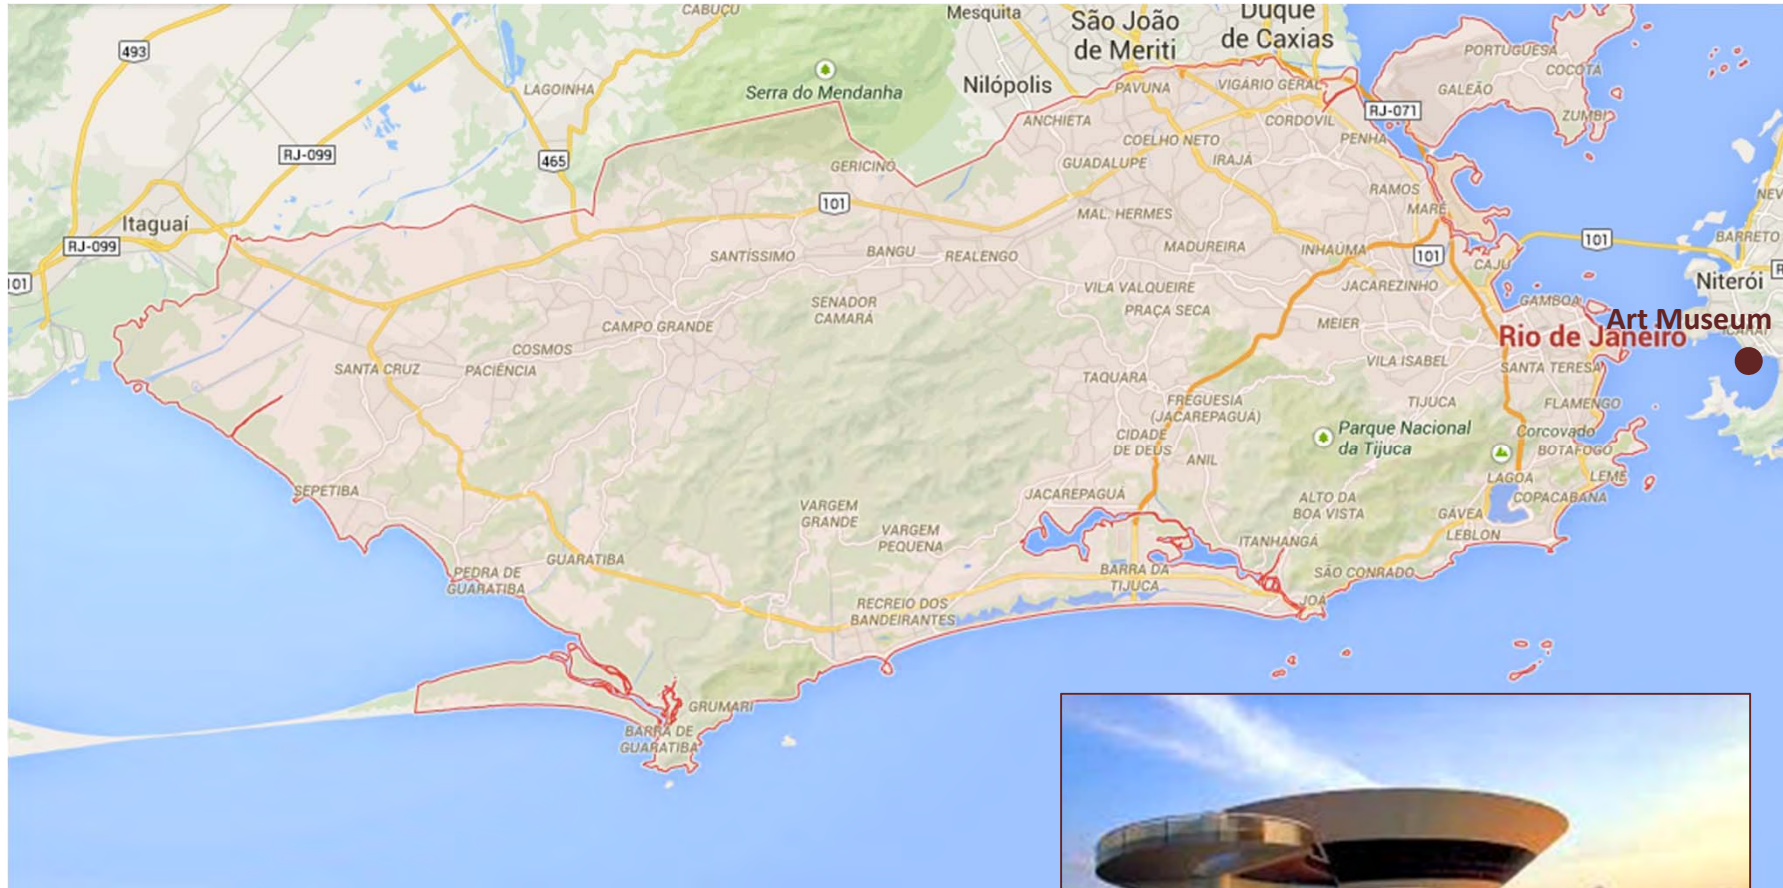 CABUÇU
Mesquita
Duque
de Caxias
São João
de Meriti
493
PORTUGUESA
COCOTÁ
Serra do Mendanha
Nilópolis
LAGOINHA
PAVUNA
VIGÁRIO GERAL
GALEÃO
RJ-071
ZUMBI
ANCHIETA
CORDOVIL
COELHO NETO
PENHA
RJ-099
465
GERICINÓ
GUADALUPE
IRAJÁ
RAMOS
101
MAL. HERMES
MARÉ
Itaguaí
RJ-099
SANTÍSSIMO
BANGU
REALENGO
MADUREIRA
INHAÚMA
101
101
BARRETO
CAJU
101
Niterói
VILA VALQUEIRE
JACAREZINHO
SENADOR
CAMARÁ
PRAÇA SECA
GAMBOA
CAMPO GRANDE
MEIER
Art Museum
Rio de Janeiro
COSMOS
SANTA CRUZ
PACIÊNCIA
VILA ISABEL
SANTA TERESA
TAQUARA
FREGUESIA
(JACAREPAGUÁ)
TIJUCA
FLAMENGO
CIDADE
DE DEUS
Parque Nacional
da Tijuca
Corcovado
BOTAFOGO
ANIL
LAGOA
LEME
SEPETIBA
JACAREPAGUÁ
ALTO DA
BOA VISTA
COPACABANA
VARGEM
GRANDE
GÁVEA
VARGEM
PEQUENA
LEBLON
ITANHANGÁ
GUARATIBA
PEDRA DE
GUARATIBA
BARRA DA
TIJUCA
SÃO CONRADO
JOÁ
RECREIO DOS
BANDEIRANTES
GRUMARI
BARRA DE
GUARATIBA